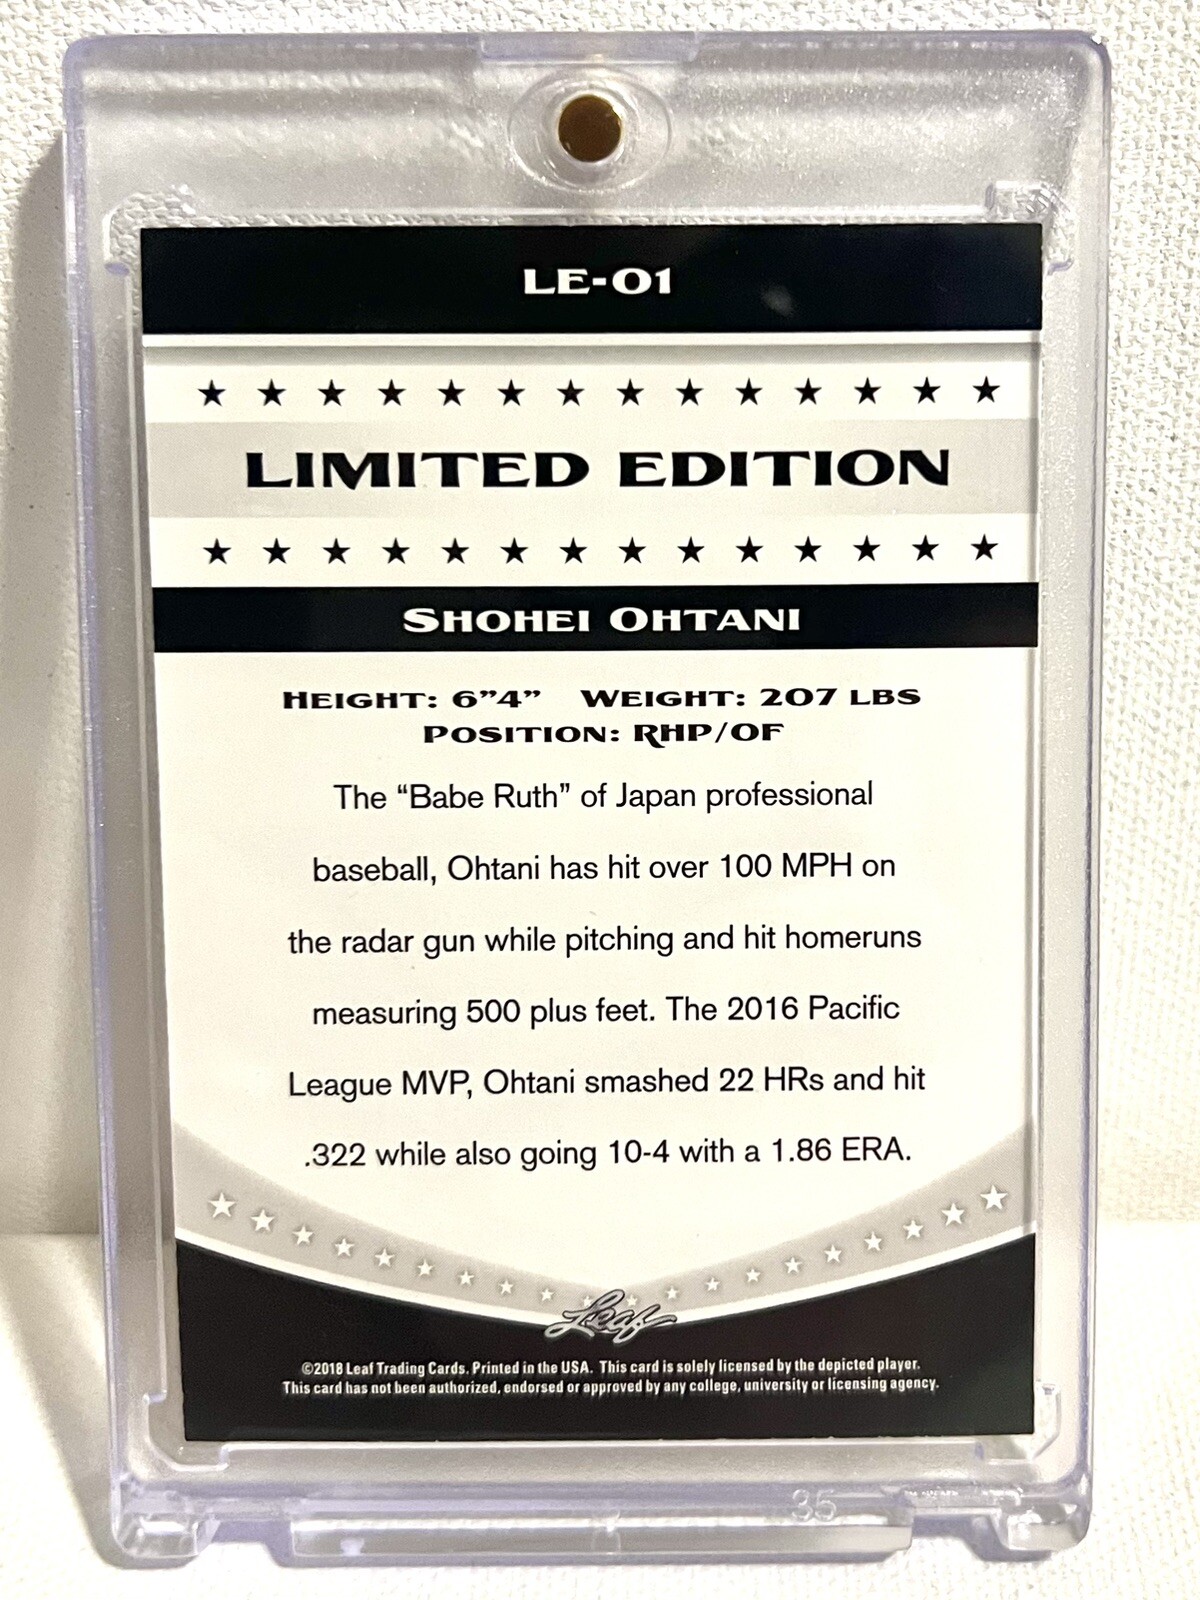 LE-01
LIMITED EDITION
SHOHEI OHTANI
HEIGHT: 6”4” WEIGHT: 207 LBS
POSITION: RHP/OF
The “Babe Ruth” of Japan professional
baseball, Ohtani has hit over 100 MPH on
the radar gun while pitching and hit homeruns
measuring 500 plus feet. The 2016 Pacific
League MVP, Ohtani smashed 22 HRs and hit
.322 while also going 10-4 with a 1.86 ERA.
Leaf
©2018 Leaf Trading Cards. Printed in the USA. This card is solely licensed by the depicted player.
This card has not been authorized, endorsed or approved by any college, university or licensing agency.
35